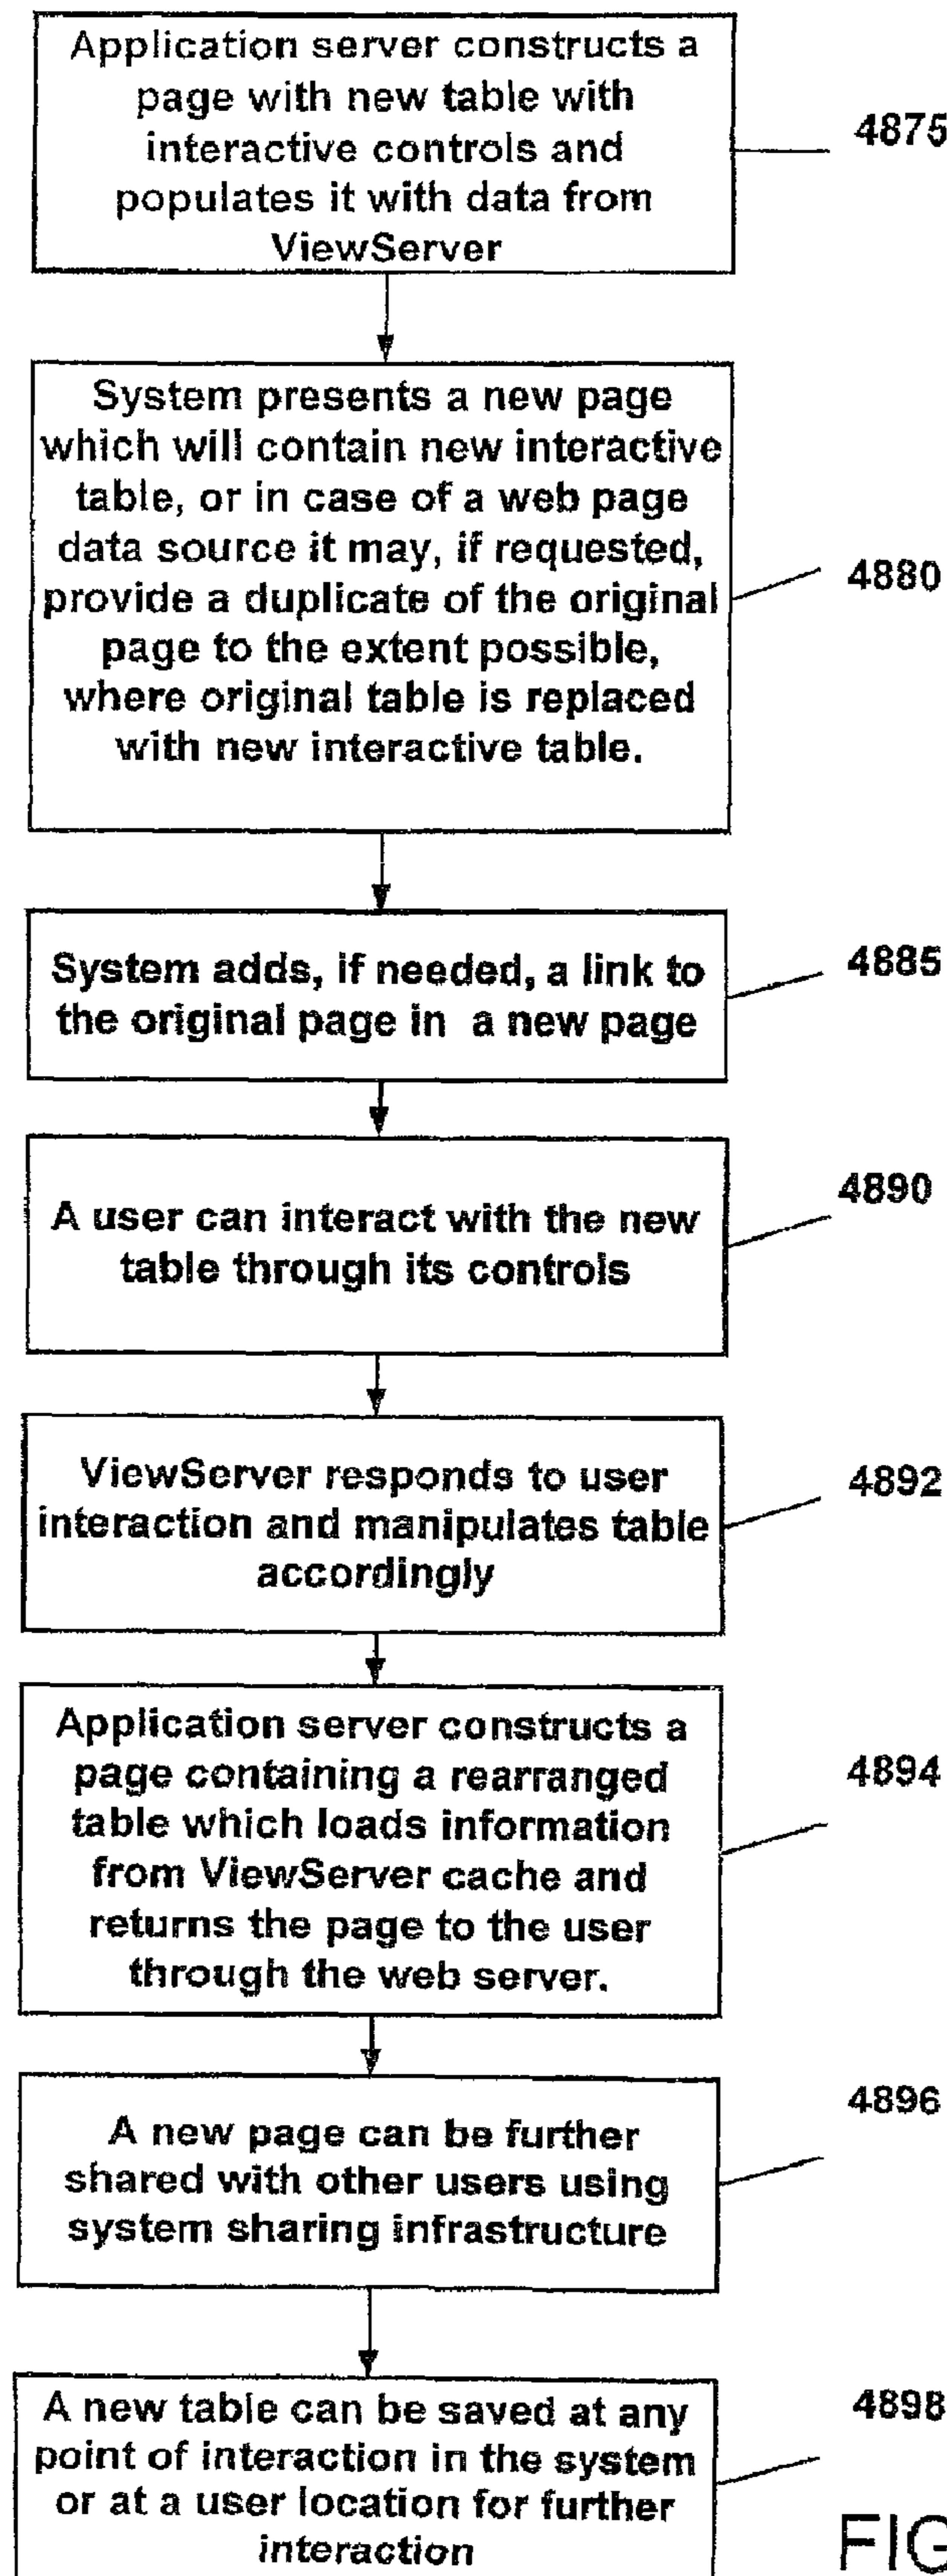 Application server constructs a
page with new table with
interactive controls and
populates it with data from
ViewServer
4875
System presents a new page
which will contain new interactive
table, or in case of a web page
data source it may, if requested,
provide a duplicate of the original
page to the extent possible,
where original table is replaced
with new interactive table.
4880
System adds, if needed, a link to
the original page in a new page
4885
A user can interact with the new
table through its controls
4890
ViewServer responds to user
interaction and manipulates table
accordingly
4892
Application server constructs a
page containing a rearranged
table which loads information
from ViewServer cache and
returns the page to the user
through the web server.
4894
A new page can be further
shared with other users using
system sharing infrastructure
4896
A new table can be saved at any
point of interaction in the system
or at a user location for further
interaction
4898
FIG